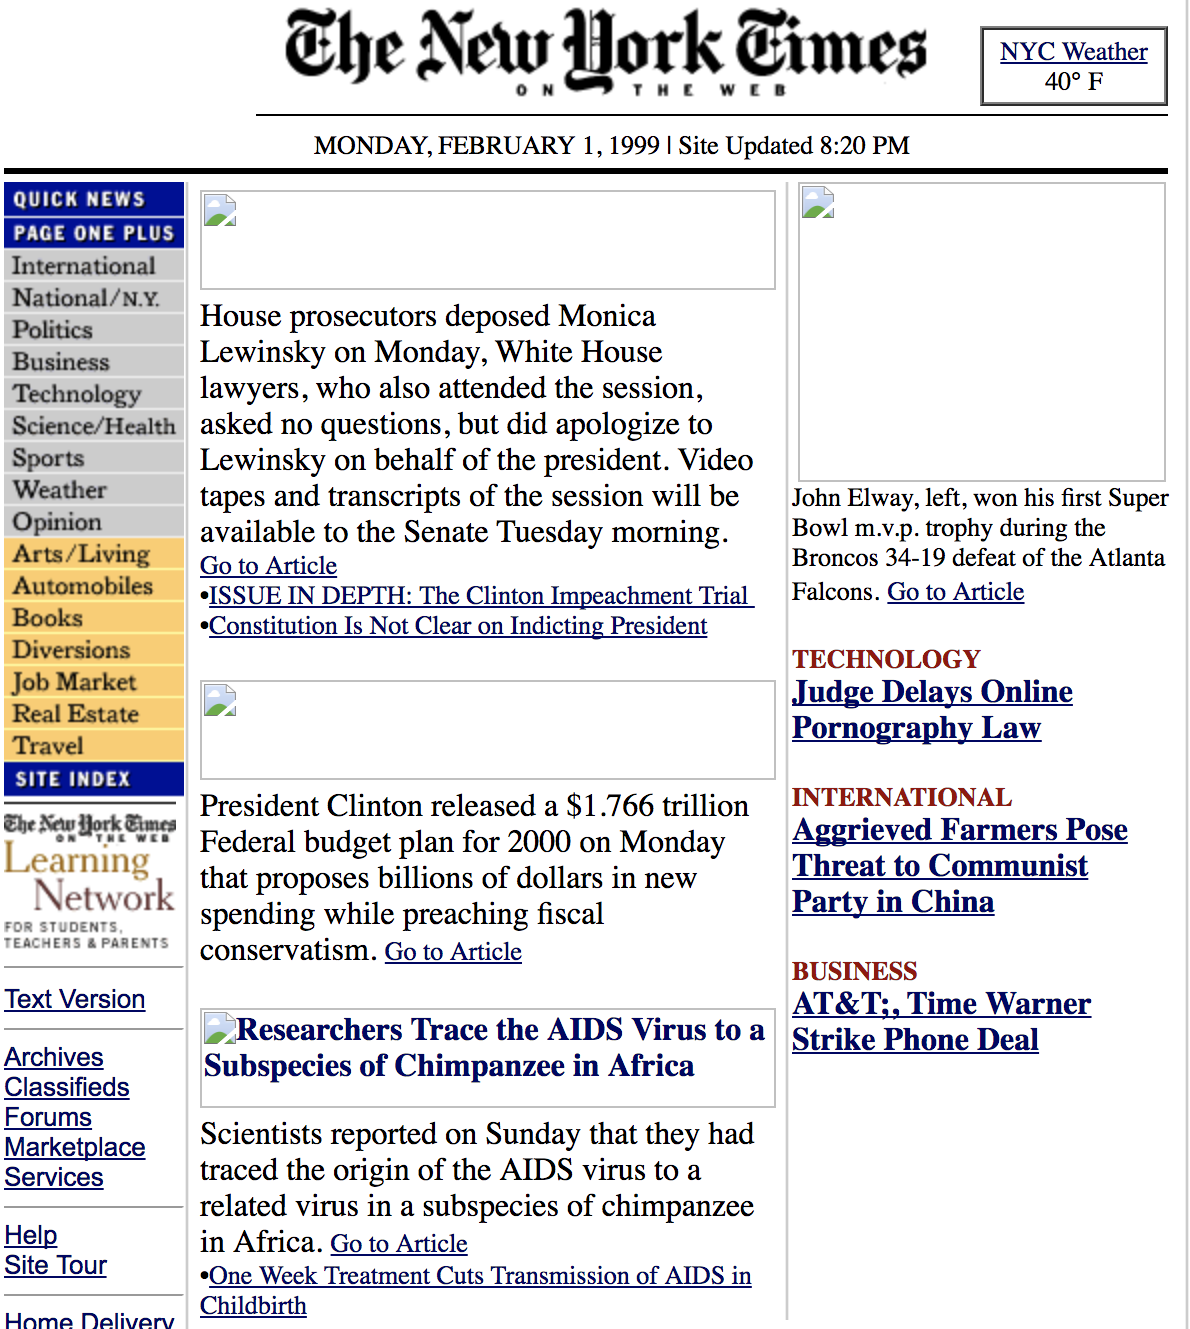 The New York Times
ON THE WEB
NYC Weather
40° F
MONDAY, FEBRUARY 1, 1999 | Site Updated 8:20 PM
QUICK NEWS
PAGE ONE PLUS
International
National/N.Y.
Politics
Business
Technology
Science/Health
Sports
Weather
Opinion
Arts/Living
Automobiles
Books
Diversions
Job Market
Real Estate
Travel
SITE INDEX
The New York Times
ON THE WEB
Learning
Network
FOR STUDENTS,
TEACHERS & PARENTS
Text Version
Archives
Classifieds
Forums
Marketplace
Services
Help
Site Tour
Home Delivery
House prosecutors deposed Monica
Lewinsky on Monday, White House
lawyers, who also attended the session,
asked no questions, but did apologize to
Lewinsky on behalf of the president. Video
tapes and transcripts of the session will be
available to the Senate Tuesday morning.
Go to Article
•ISSUE IN DEPTH: The Clinton Impeachment Trial
•Constitution Is Not Clear on Indicting President
President Clinton released a $1.766 trillion
Federal budget plan for 2000 on Monday
that proposes billions of dollars in new
spending while preaching fiscal
conservatism. Go to Article
Researchers Trace the AIDS Virus to a
Subspecies of Chimpanzee in Africa
Scientists reported on Sunday that they had
traced the origin of the AIDS virus to a
related virus in a subspecies of chimpanzee
in Africa. Go to Article
•One Week Treatment Cuts Transmission of AIDS in
Childbirth
John Elway, left, won his first Super
Bowl m.v.p. trophy during the
Broncos 34-19 defeat of the Atlanta
Falcons. Go to Article
TECHNOLOGY
Judge Delays Online
Pornography Law
INTERNATIONAL
Aggrieved Farmers Pose
Threat to Communist
Party in China
BUSINESS
AT&T;, Time Warner
Strike Phone Deal